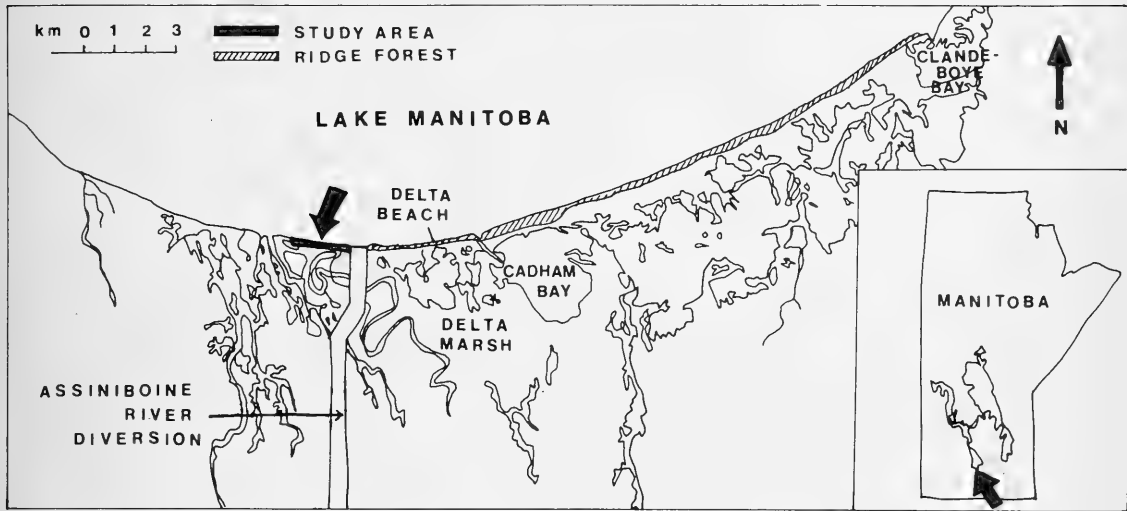 km 0 1 2 3
STUDY AREA
RIDGE FOREST
LAKE MANITOBA
CLANDE-
BOYE
BAY
N
DELTA
BEACH
CADHAM
BAY
DELTA
MARSH
MANITOBA
ASSINIBOINE
RIVER
DIVERSION